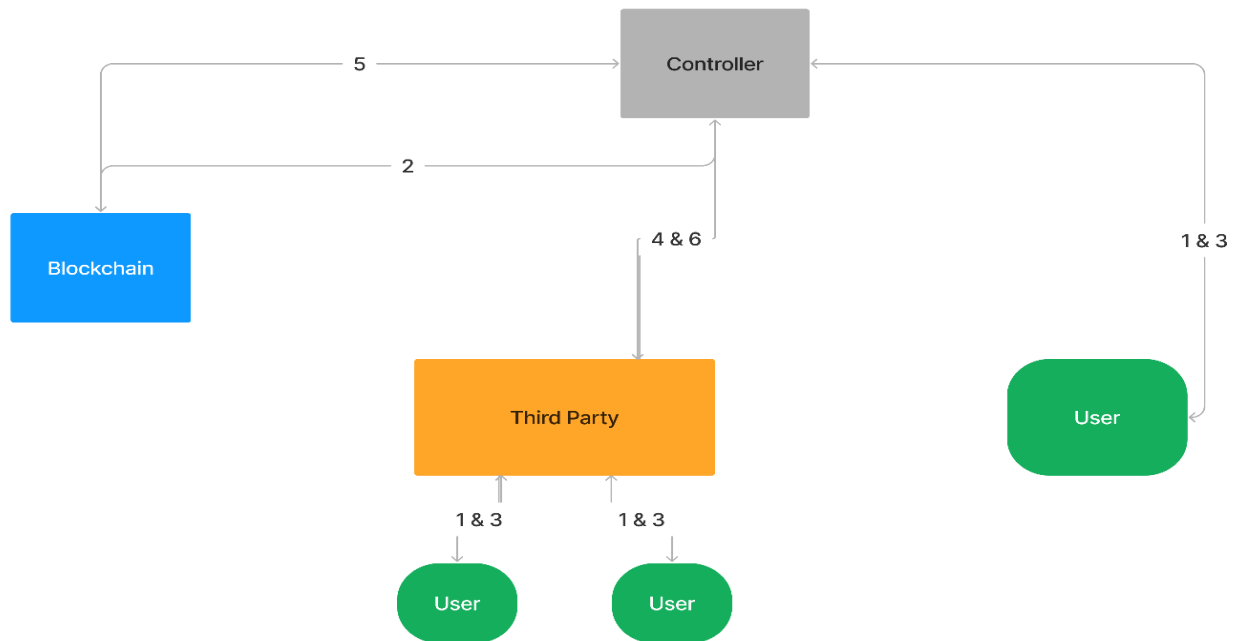 Controller
5
2
Blockchain
4 & 6
1 & 3
Third Party
User
1 & 3
1 & 3
User
User